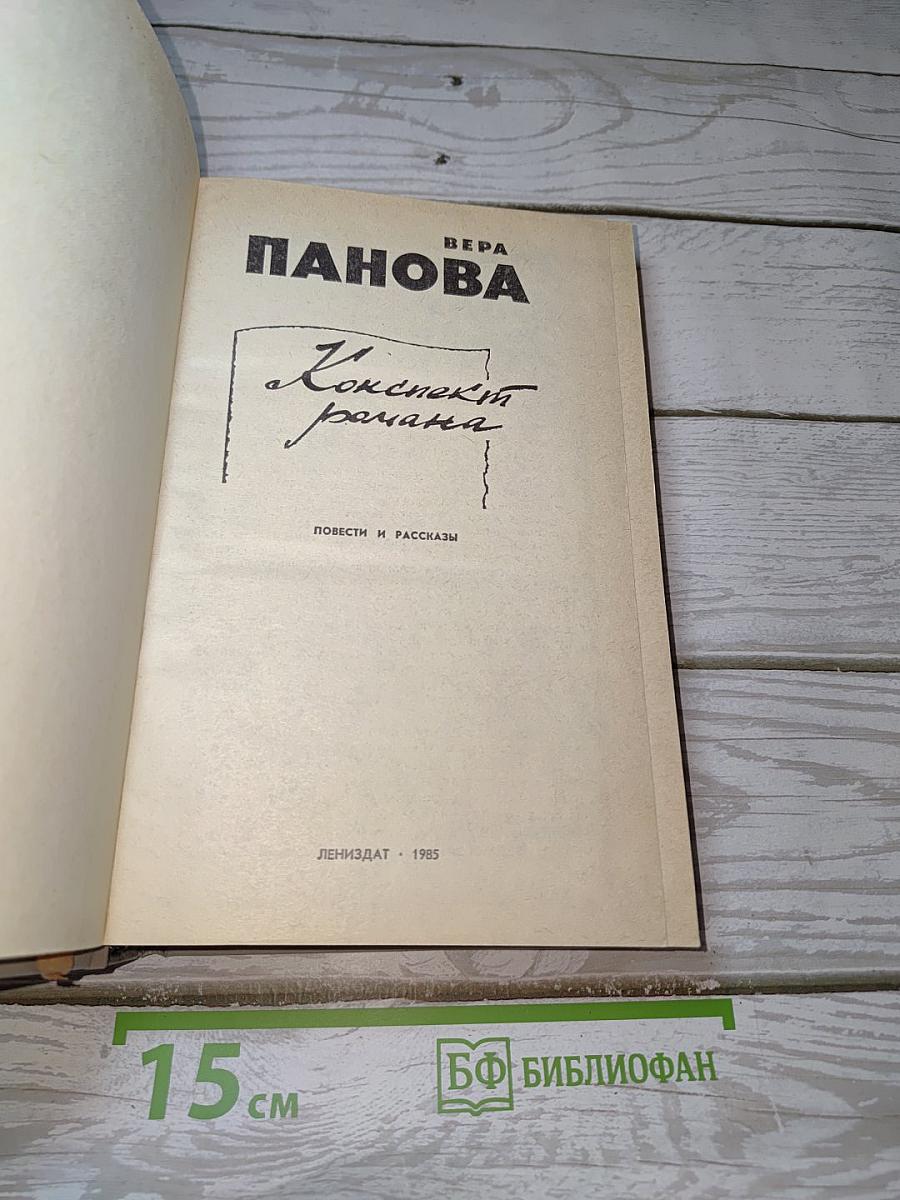 ВЕРА
ПАНОВА
Конспект
романа
ПОВЕСТИ И РАССКАЗЫ
ЛЕНИЗДАТ · 1985
15 см
БФ БИБЛИОФАН